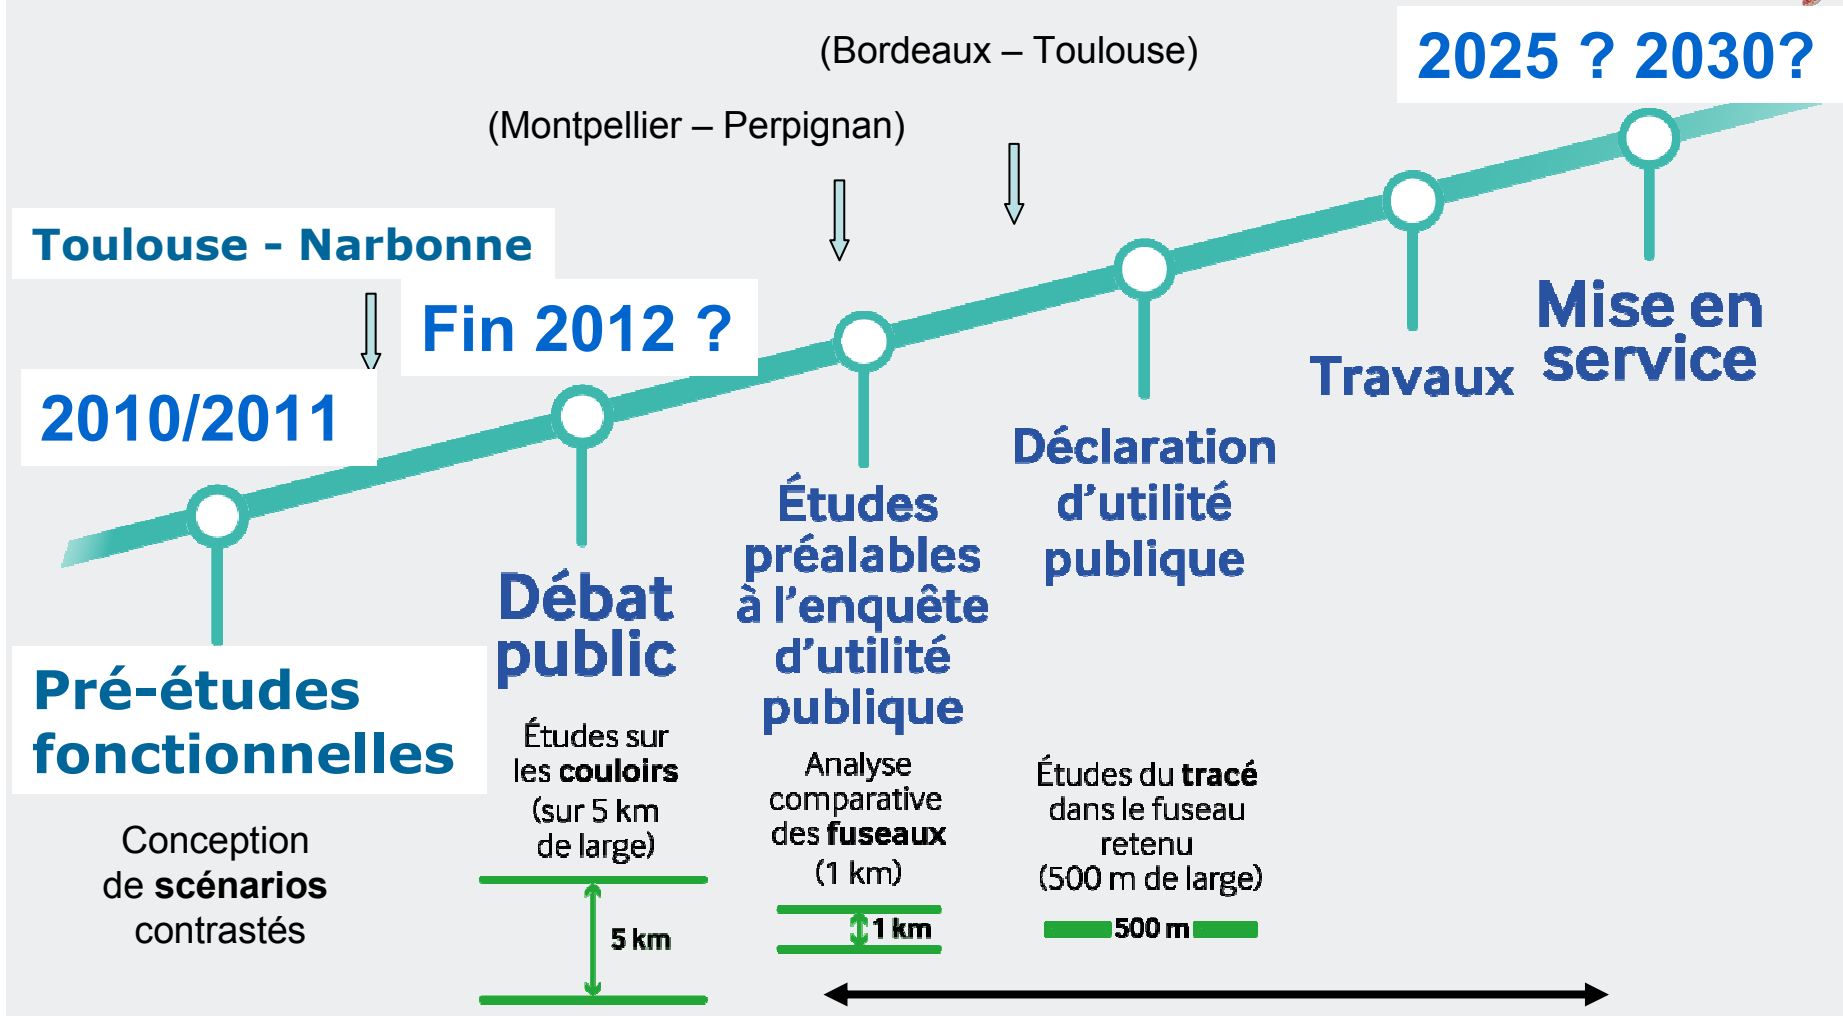 (Bordeaux – Toulouse)
2025 ? 2030?
(Montpellier – Perpignan)
Toulouse - Narbonne
Fin 2012 ?
2010/2011
Mise en
service
Travaux
Déclaration
d'utilité
publique
Études
préalables
à l'enquête
d'utilité
publique
Débat
public
Pré-études
fonctionnelles
Conception
de scénarios
contrastés
Études sur
les couloirs
(sur 5 km
de large)
5 km
Analyse
comparative
des fuseaux
(1 km)
1 km
Études du tracé
dans le fuseau
retenu
(500 m de large)
500 m